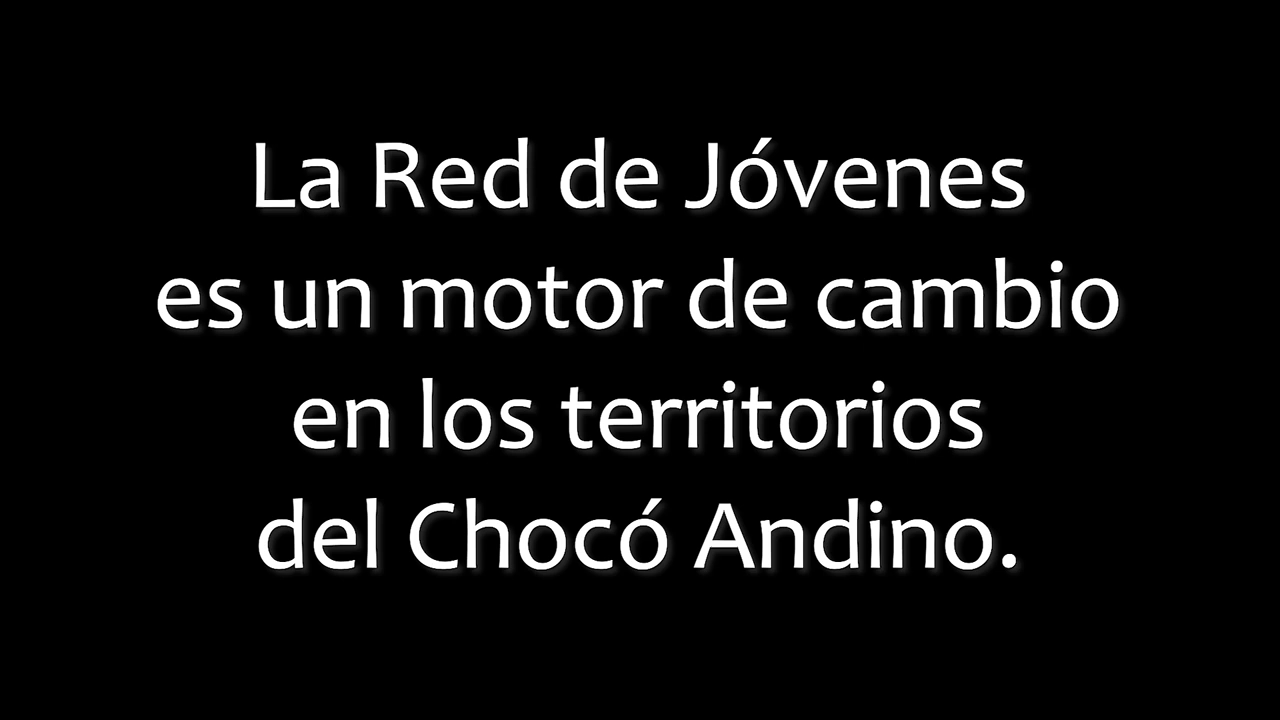 La Red de Jóvenes
es un motor de cambio
en los territorios
del Chocó Andino.